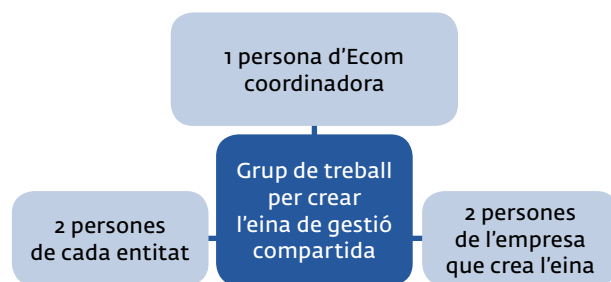 1 persona d'Ecom
coordinadora
Grup de treball
per crear
l'eina de gestió
compartida
2 persones
de cada entitat
2 persones
de l'empresa
que crea l'eina